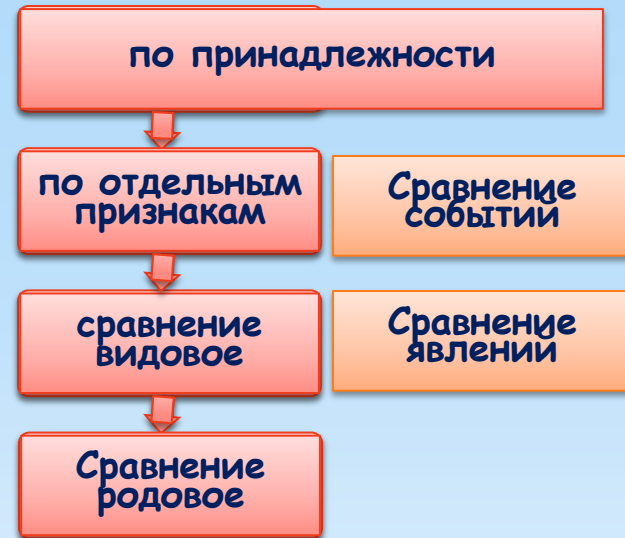 по принадлежности
по отдельным
признакам
Сравнение
событий
сравнение
видовое
Сравнение
явлений
Сравнение
родовое